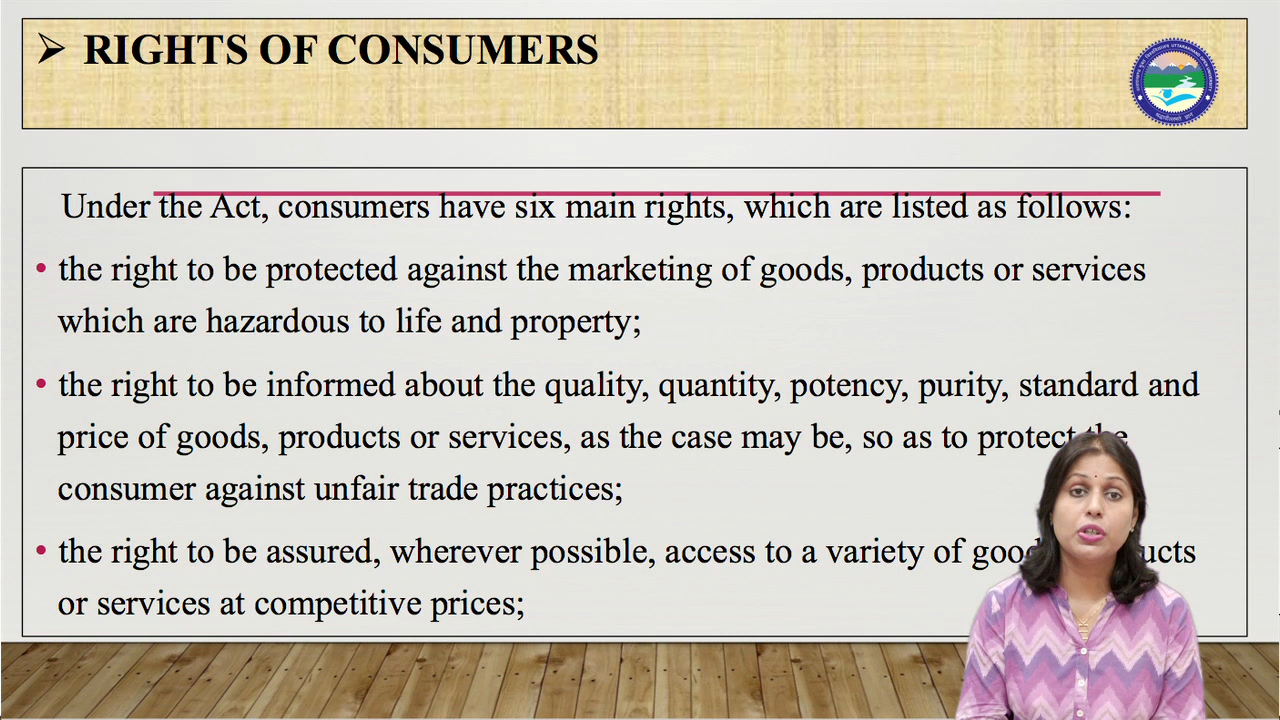 RIGHTS OF CONSUMERS
Under the Act, consumers have six main rights, which are listed as follows:
• the right to be protected against the marketing of goods, products or services
which are hazardous to life and property;
• the right to be informed about the quality, quantity, potency, purity, standard and
price of goods, products or services, as the case may be, so as to protect the
consumer against unfair trade practices;
• the right to be assured, wherever possible, access to a variety of
or services at competitive prices;